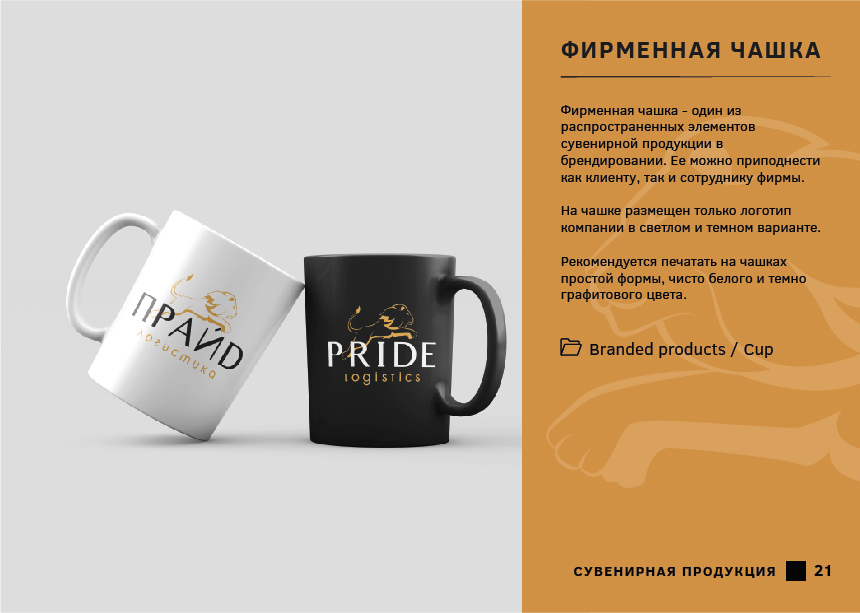 ФИРМЕННАЯ ЧАШКА
Фирменная чашка - один из
распространенных элементов
сувенирной продукции в
брендировании. Ее можно приподнести
как клиенту, так и сотруднику фирмы.
На чашке размещен только логотип
компании в светлом и темном варианте.
Рекомендуется печатать на чашках
простой формы, чисто белого и темно
графитового цвета.
Branded products / Cup
ПРАЙД
логистика
PRIDE
logistics
СУВЕНИРНАЯ ПРОДУКЦИЯ 21